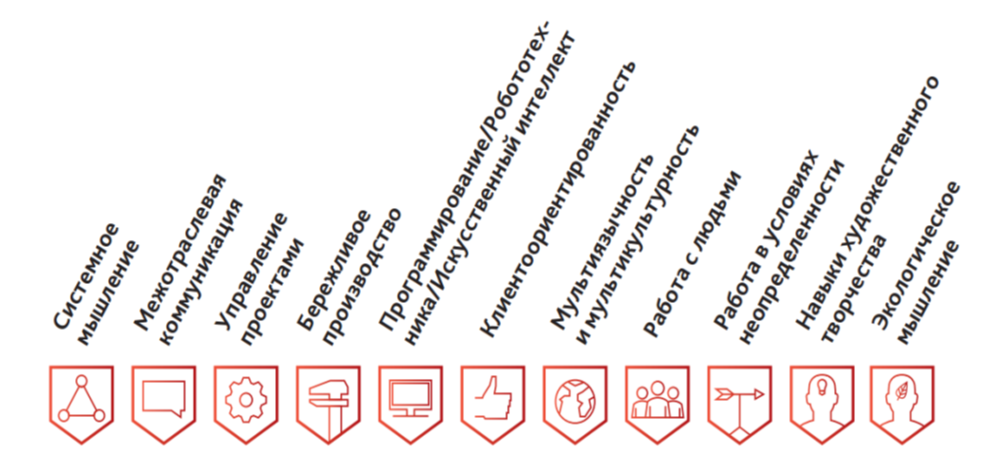 Системное
мышление
Межотраслевая
коммуникация
Управление
проектами
Бережливое
производство
Программирование/Робототех-
ника/Искусственный интеллект
Клиентоориентированность
Мультиязычность
и мультикультурность
Работа с людьми
Работа в условиях
неопределенности
Навыки художественного
творчества
Экологическое
мышление